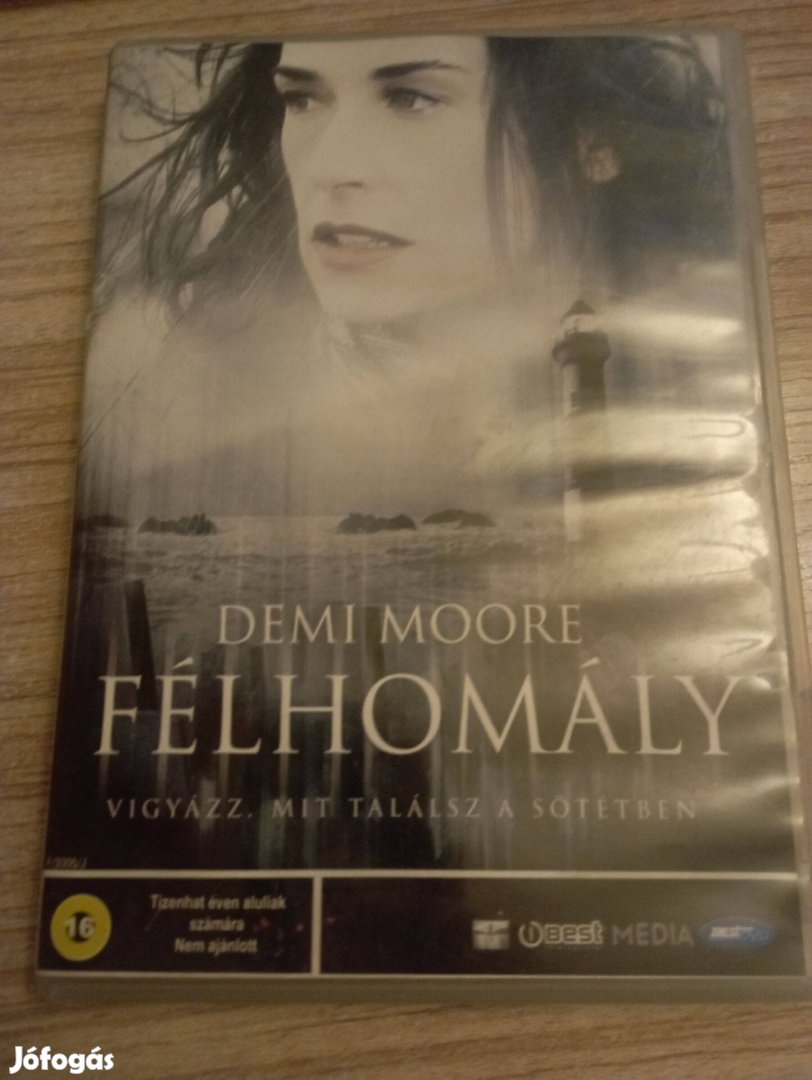 DEMI MOORE
FÉLHOMÁLY
VIGYÁZZ, MIT TALÁLSZ A SÖTÉTBEN
16
Tizenhat éven aluliak
számára
Nem ajánlott
BEST
MEDIA
Jófogás